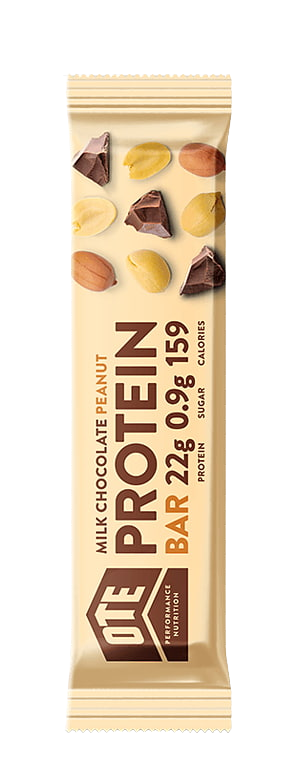 MILK CHOCOLATE PEANUT
PROTEIN
BAR 22g 0.9g 159
PROTEIN SUGAR CALORIES
OTE
PERFORMANCE
NUTRITION